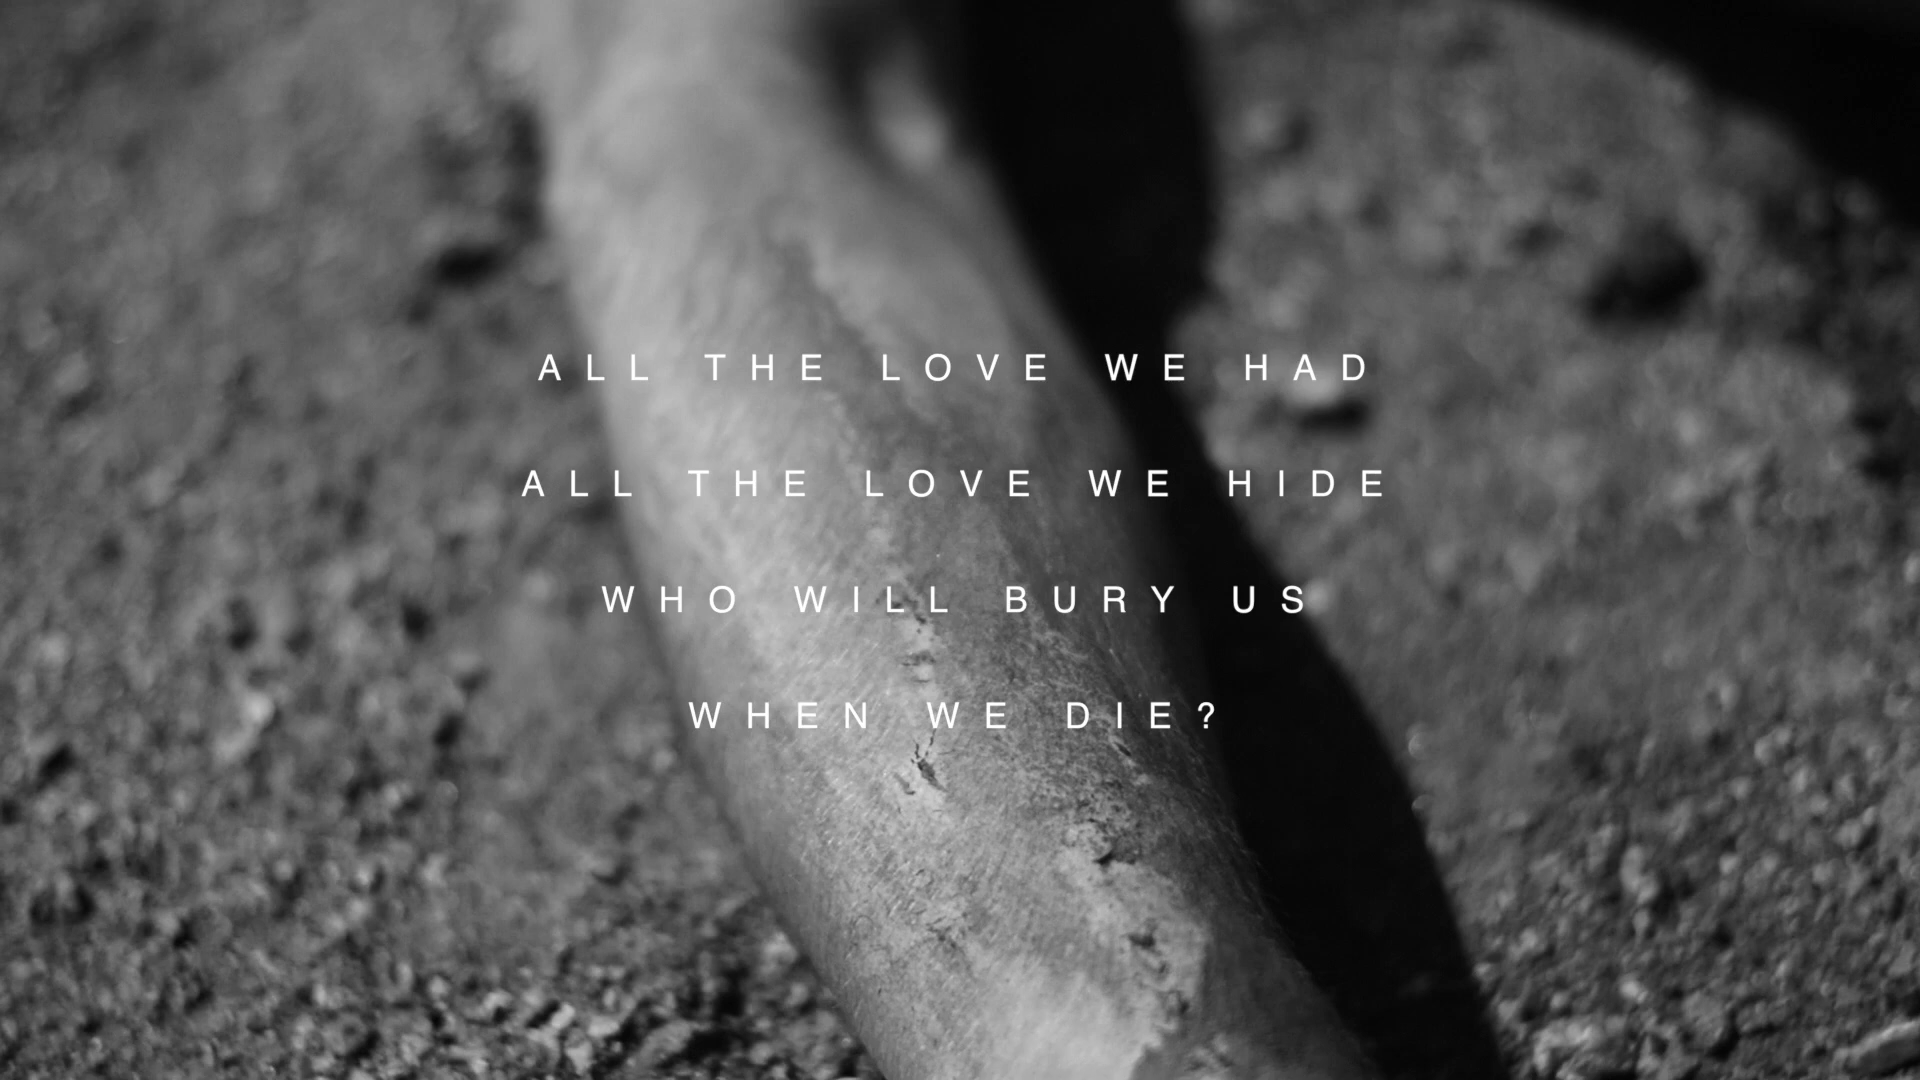 ALL THE LOVE WE HAD
ALL THE LOVE WE HIDE
WHO WILL BURY US
WHEN WE DIE?